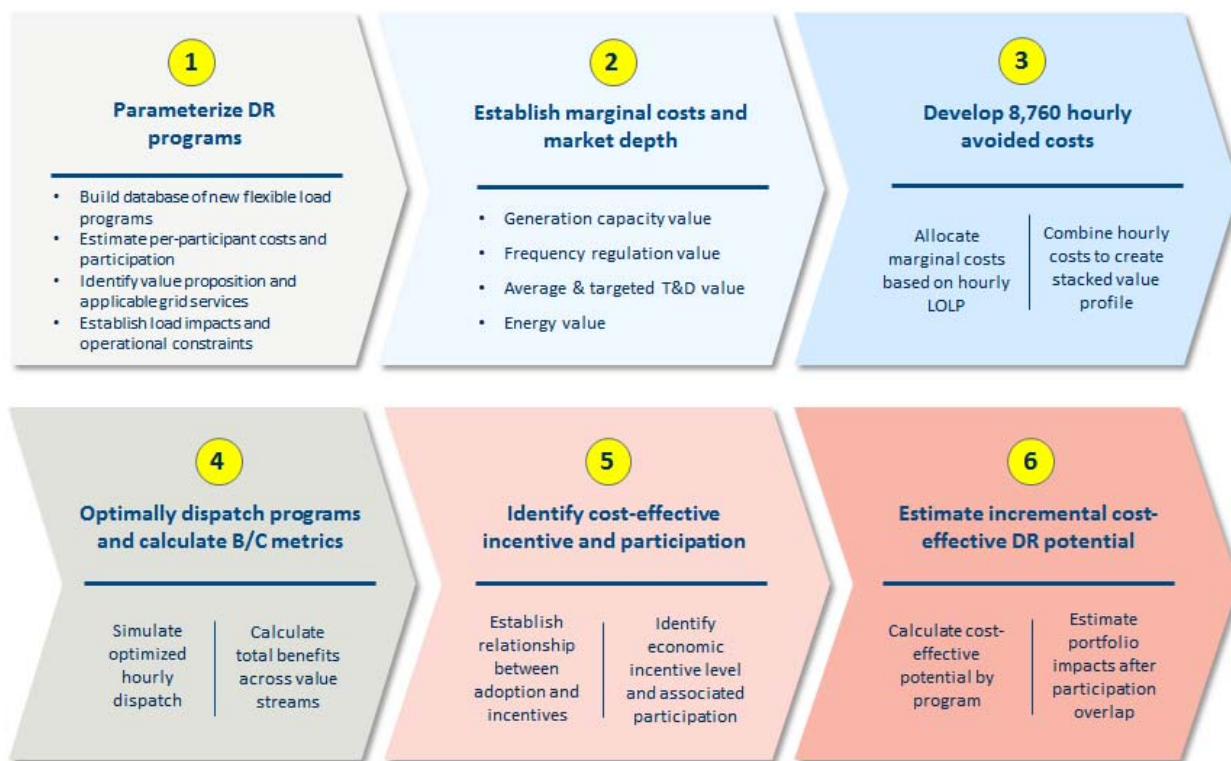 1
Parameterize DR
programs
• Build database of new flexible load
programs
• Estimate per-participant costs and
participation
• Identify value proposition and
applicable grid services
• Establish load impacts and
operational constraints
2
Establish marginal costs and
market depth
• Generation capacity value
• Frequency regulation value
• Average & targeted T&D value
• Energy value
3
Develop 8,760 hourly
avoided costs
Allocate
marginal costs
based on hourly
LOLP
Combine hourly
costs to create
stacked value
profile
4
Optimally dispatch programs
and calculate B/C metrics
Simulate
optimized
hourly
dispatch
Calculate
total benefits
across value
streams
5
Identify cost-effective
incentive and participation
Establish
relationship
between
adoption and
incentives
Identify
economic
incentive level
and associated
participation
6
Estimate incremental cost-
effective DR potential
Calculate cost-
effective
potential by
program
Estimate
portfolio
impacts after
participation
overlap